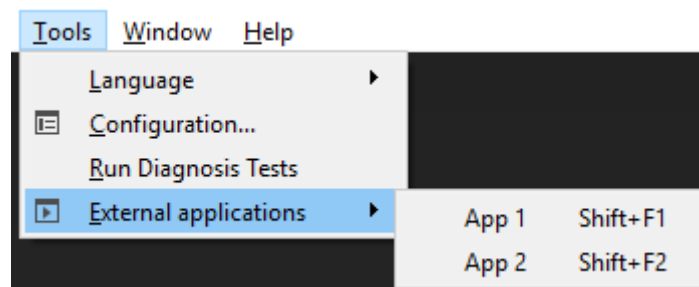 Tools Window Help
Language
Configuration...
Run Diagnosis Tests
External applications
App 1 Shift+F1
App 2 Shift+F2